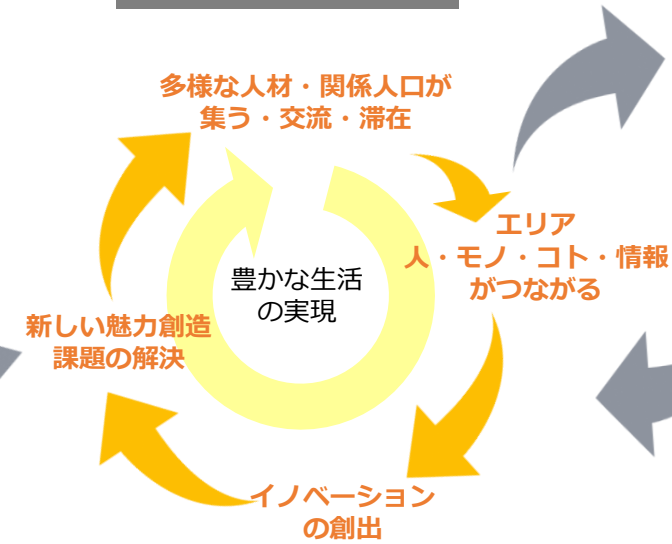 多様な人材・関係人口が
集う・交流・滞在
エリア
人・モノ・コト・情報
がつながる
豊かな生活
の実現
新しい魅力創造
課題の解決
イノベーション
の創出